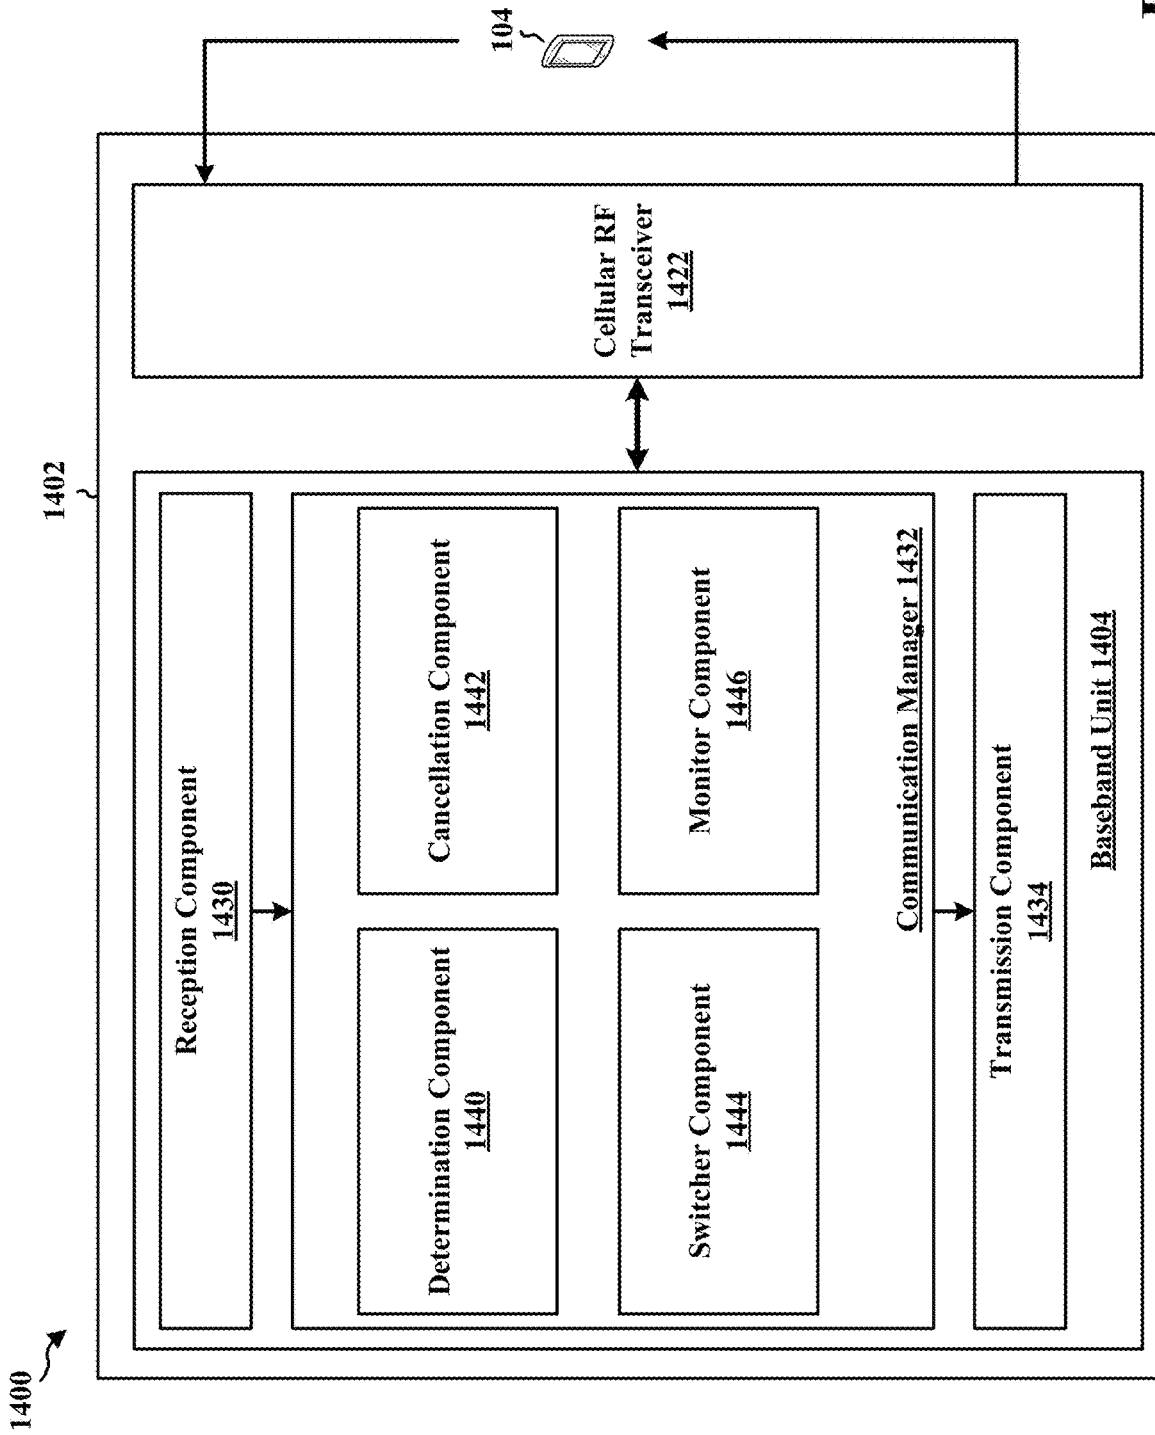 1400
1402
104
Reception Component
1430
Determination Component
1440
Cancellation Component
1442
Switcher Component
1444
Monitor Component
1446
Communication Manager 1432
Transmission Component
1434
Baseband Unit 1404
Cellular RF
Transceiver
1422